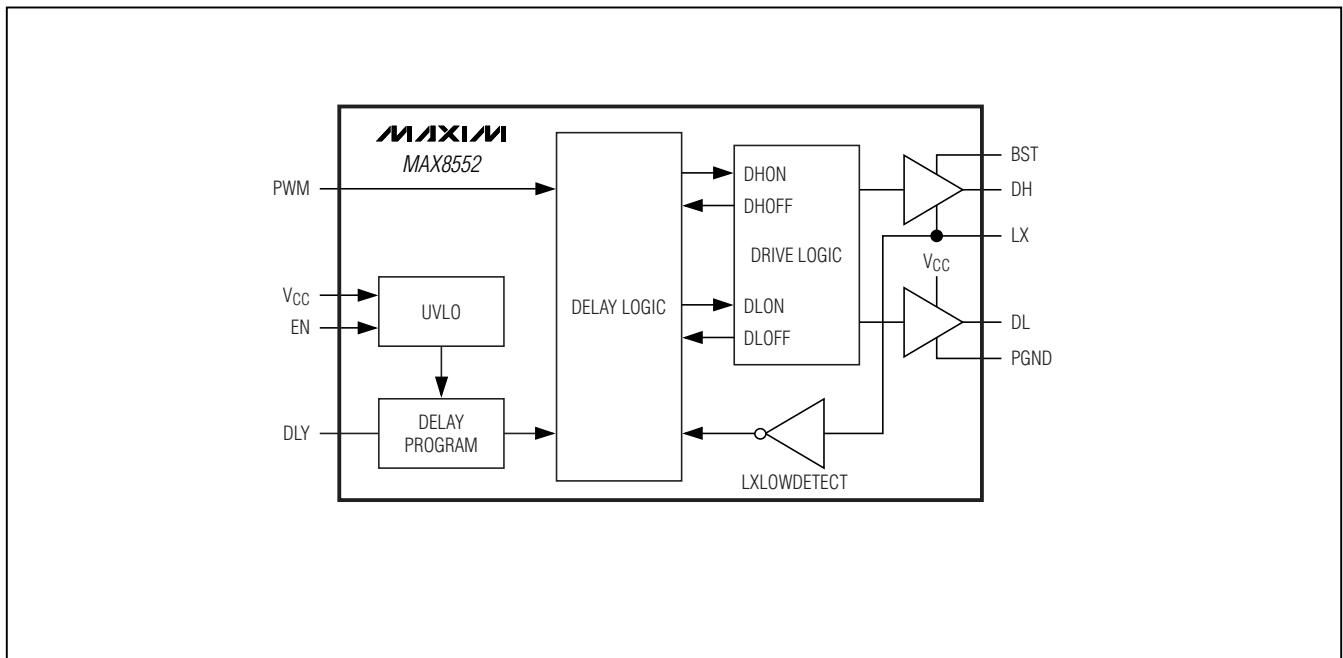 MAXIM
MAX8552
PWM
VCC
EN
DLY
UVLO
DELAY
PROGRAM
DELAY LOGIC
DHON
DHOFF
DRIVE LOGIC
DLON
DLOFF
LXLOWDETECT
BST
DH
LX
VCC
DL
PGND